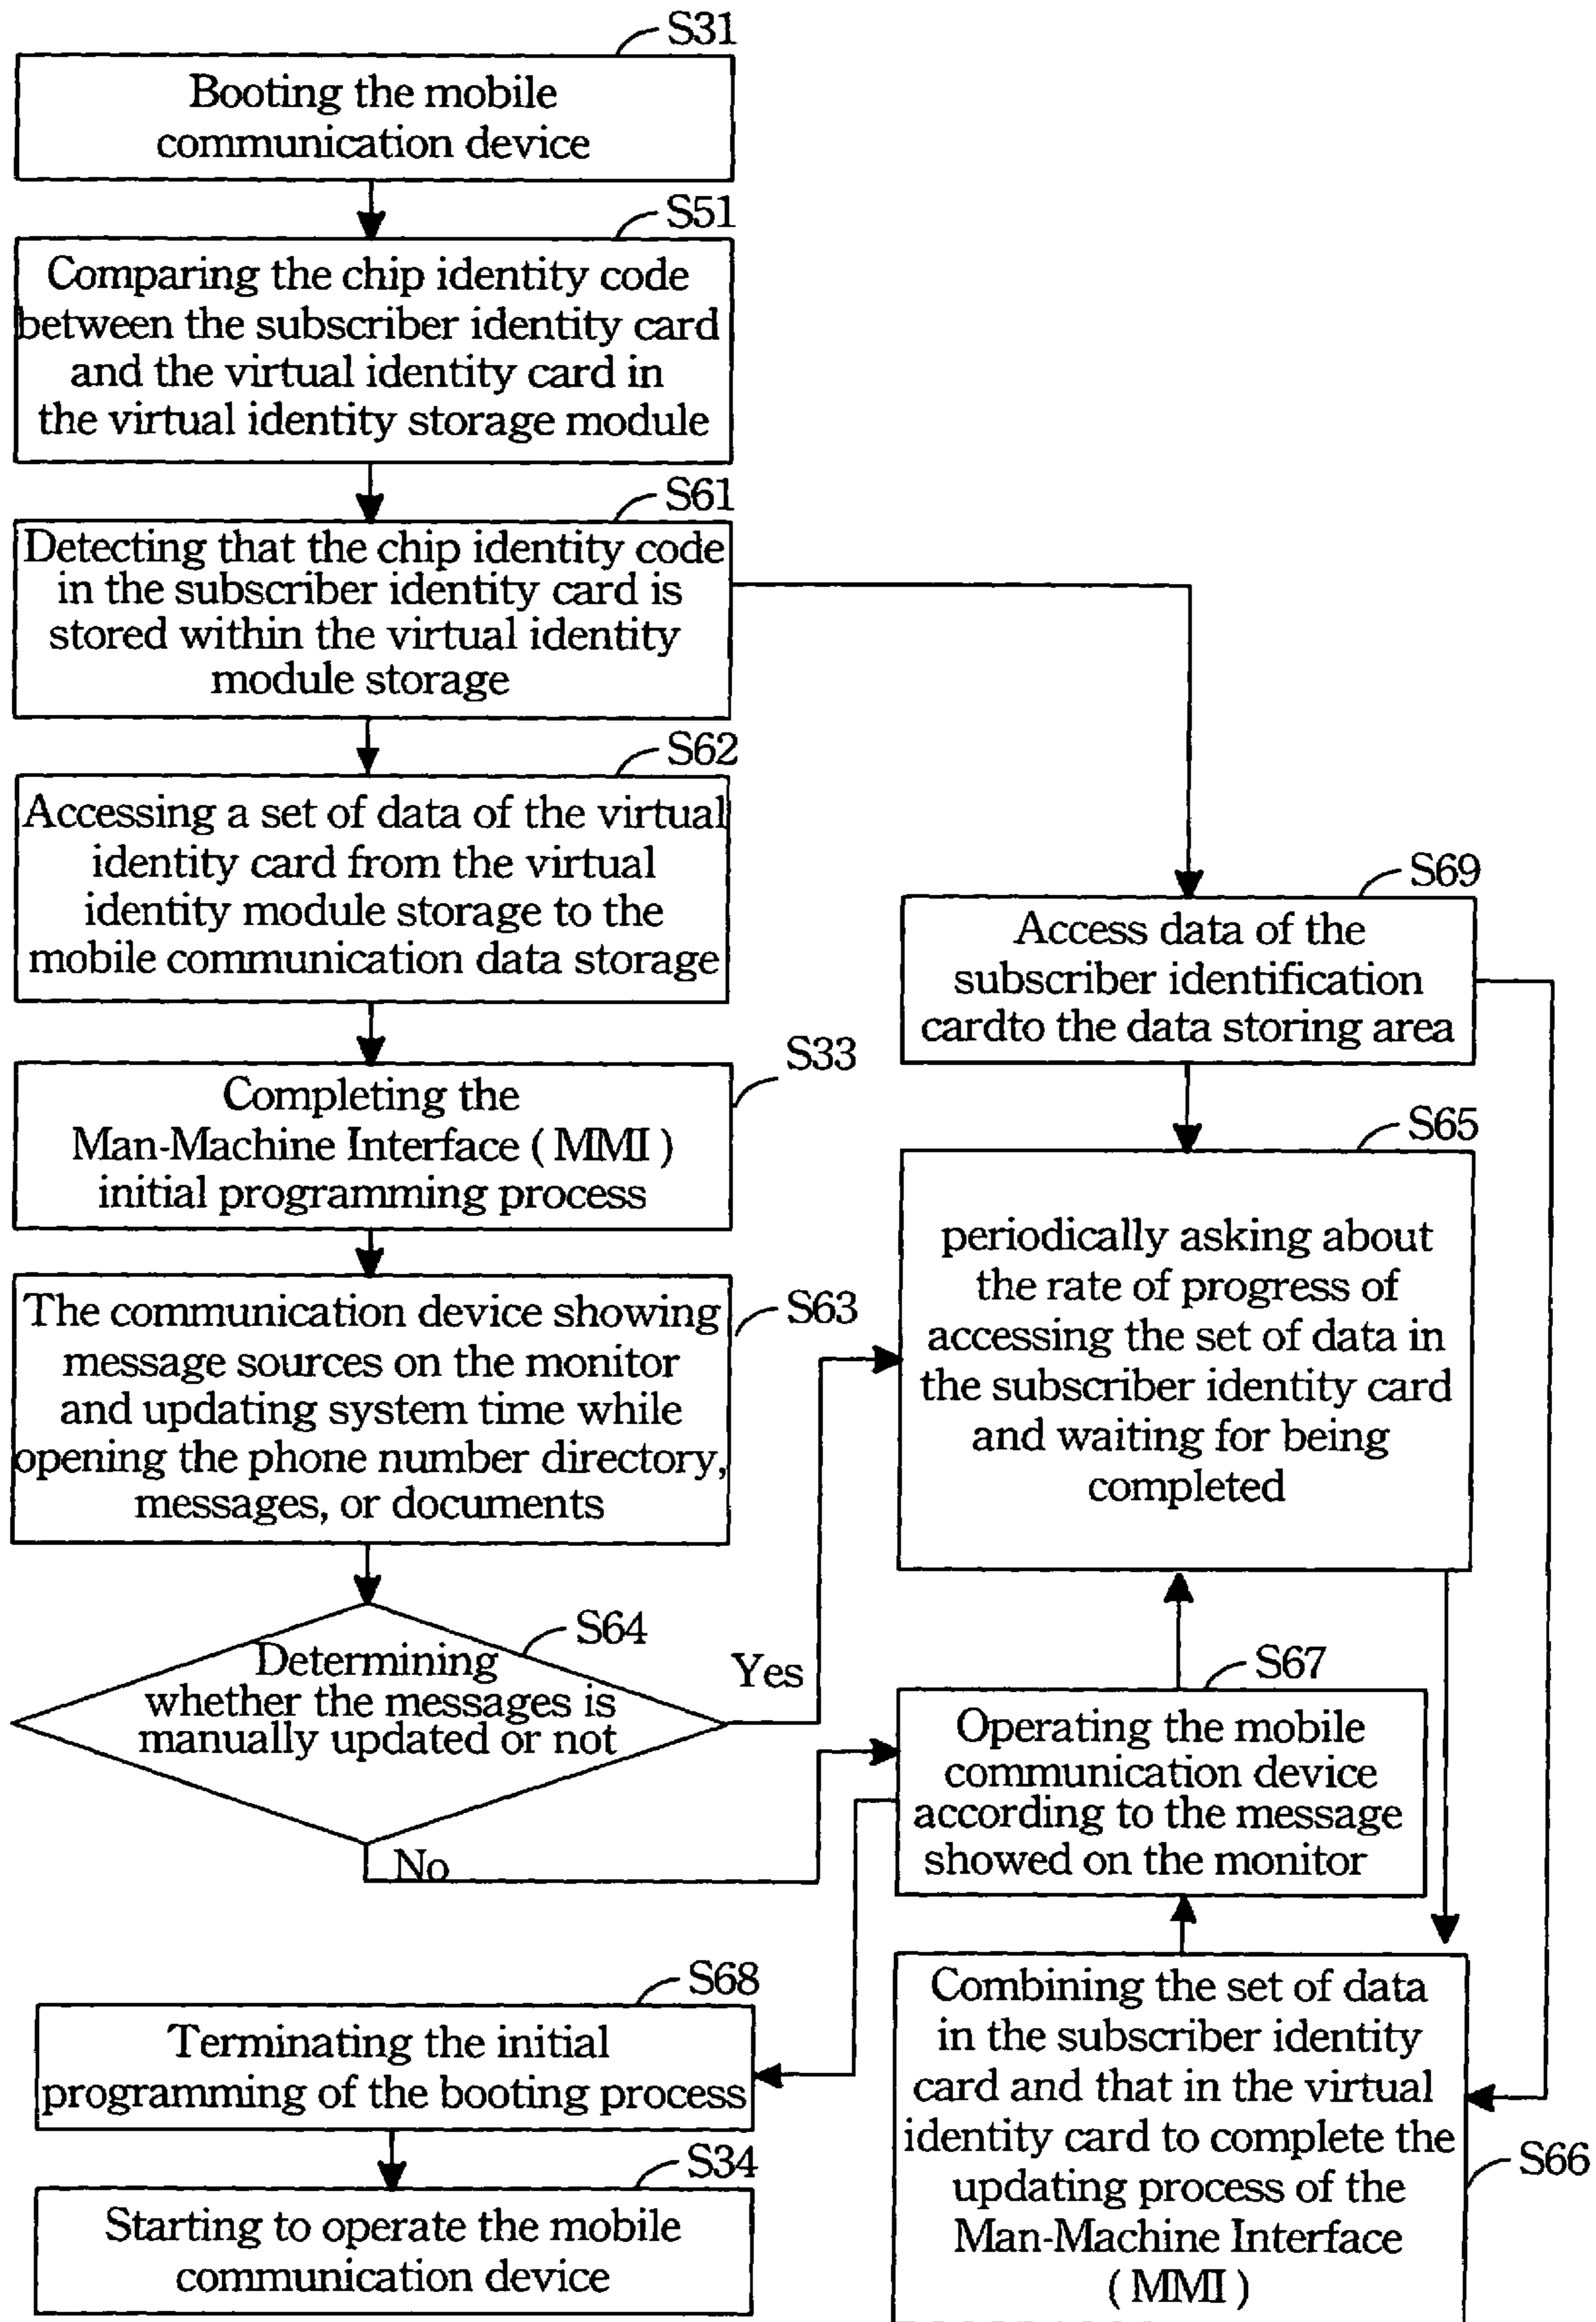 S31
Booting the mobile
communication device
S51
Comparing the chip identity code
between the subscriber identity card
and the virtual identity card in
the virtual identity storage module
S61
Detecting that the chip identity code
in the subscriber identity card is
stored within the virtual identity
module storage
S62
Accessing a set of data of the virtual
identity card from the virtual
identity module storage to the
mobile communication data storage
S33
Completing the
Man-Machine Interface ( MMI )
initial programming process
S63
The communication device showing
message sources on the monitor
and updating system time while
opening the phone number directory,
messages, or documents
S64
Determining
whether the messages is
manually updated or not
Yes
No
S69
Access data of the
subscriber identification
cardto the data storing area
S65
periodically asking about
the rate of progress of
accessing the set of data in
the subscriber identity card
and waiting for being
completed
S67
Operating the mobile
communication device
according to the message
showed on the monitor
S66
Combining the set of data
in the subscriber identity
card and that in the virtual
identity card to complete the
updating process of the
Man-Machine Interface
( MMI )
S68
Terminating the initial
programming of the booting process
S34
Starting to operate the mobile
communication device